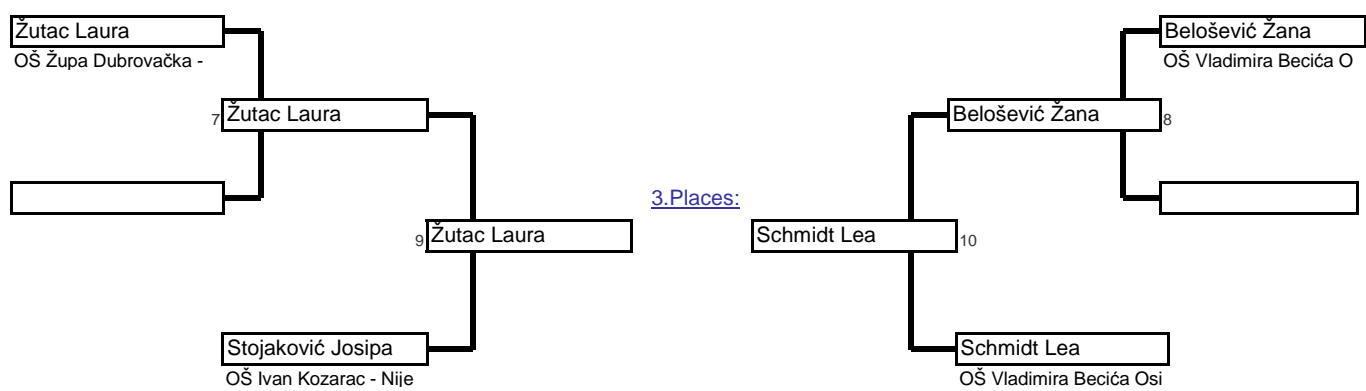 Žutac Laura
Belošević Žana
OŠ Župa Dubrovačka -
OŠ Vladimira Becića O
7 Žutac Laura
Belošević Žana 8
3.Places:
9 Žutac Laura
Schmidt Lea 10
Stojaković Josipa
Schmidt Lea
OŠ Ivan Kozarac - Nije
OŠ Vladimira Becića Osi